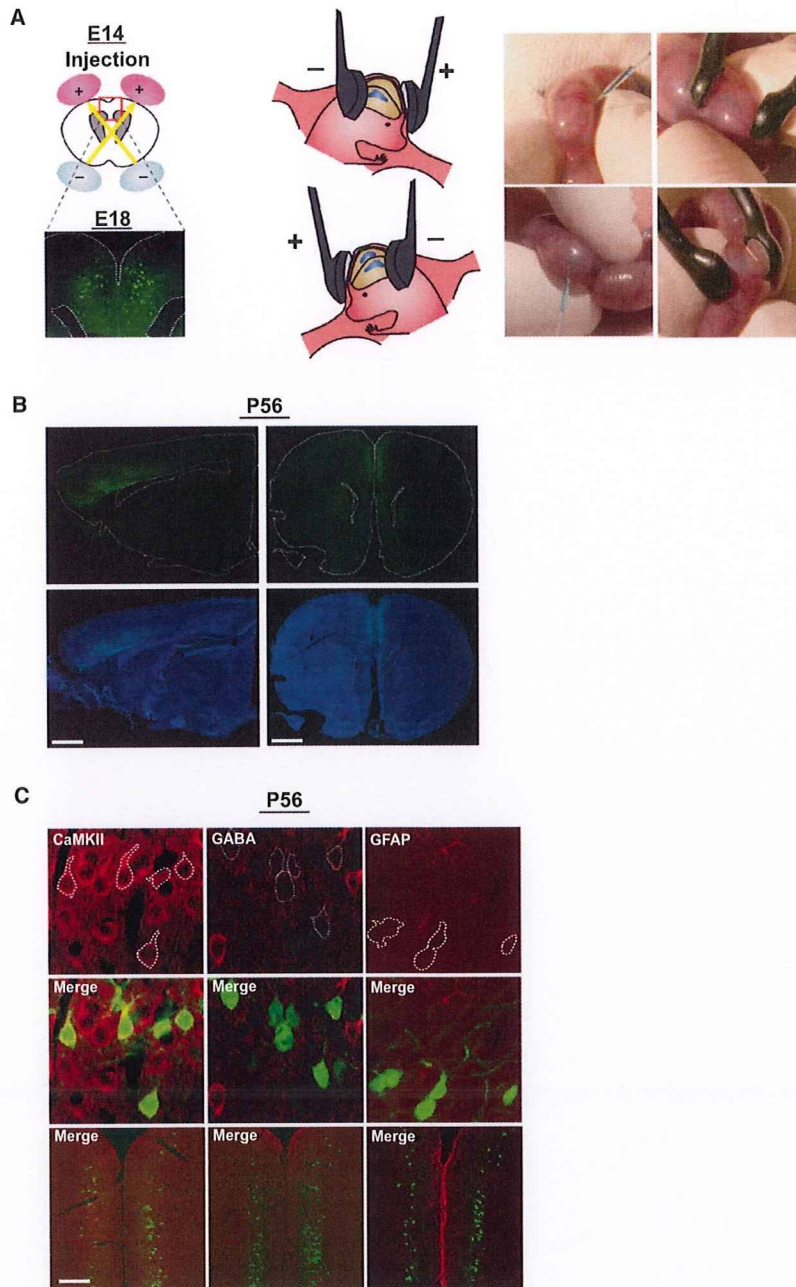 A
E14
Injection
+ +
− −
E18
− +
+ −
B
P56
C
P56
CaMKII GABA GFAP
Merge Merge Merge
Merge Merge Merge